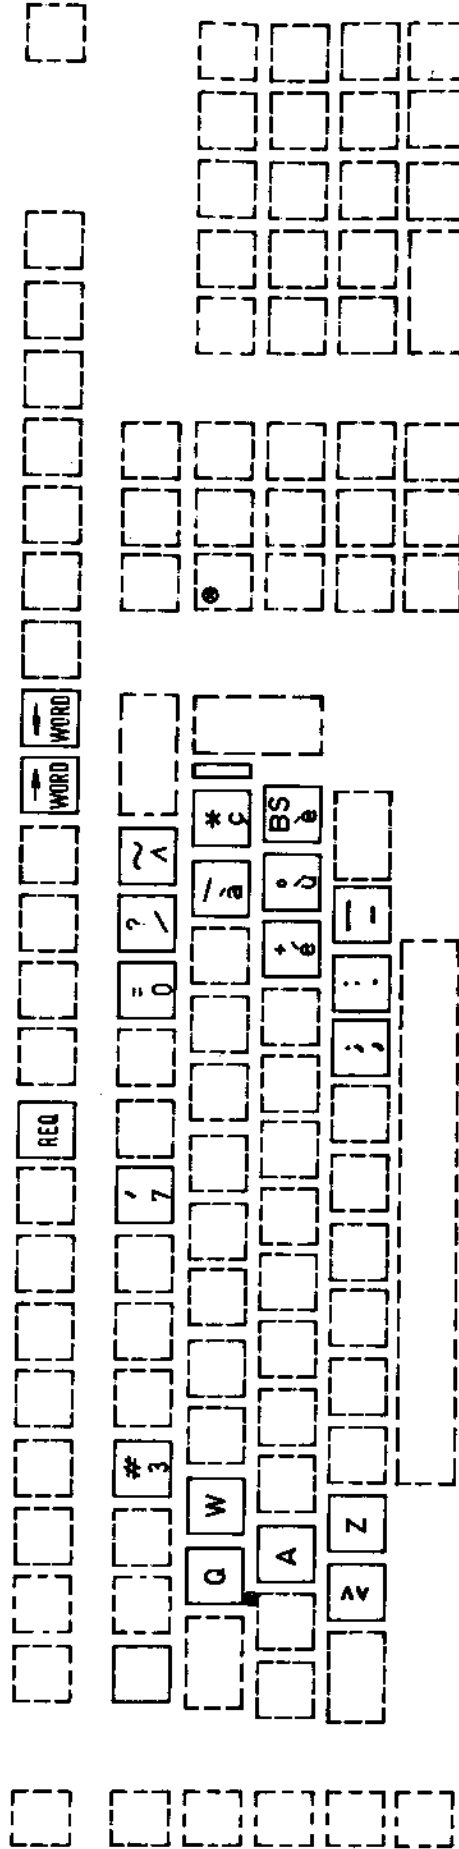 REQ WORD WORD
# ' = ? ~
3 7 0 / ^
Q W / *
à ç
A + ° BS
é ò è
Z ; : _
, . -
®